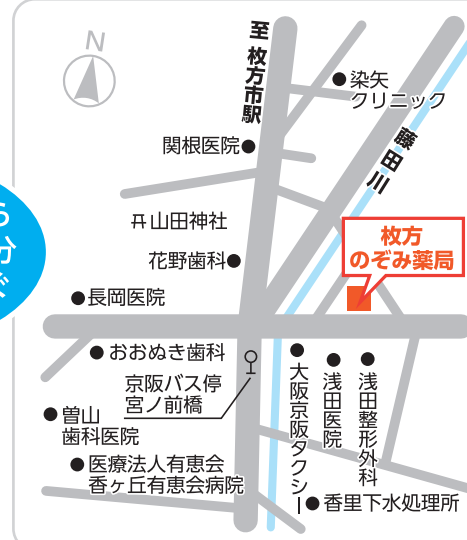 N
至 枚方市駅
染矢
クリニック
関根医院
藤田川
山田神社
枚方
のぞみ薬局
花野歯科
長岡医院
ら
分
ぐ
おおぬき歯科
京阪バス停
宮ノ前橋
大阪京阪タクシー
浅田医院
浅田整形外科
曽山
歯科医院
医療法人有恵会
香ヶ丘有恵会病院
香里下水処理所